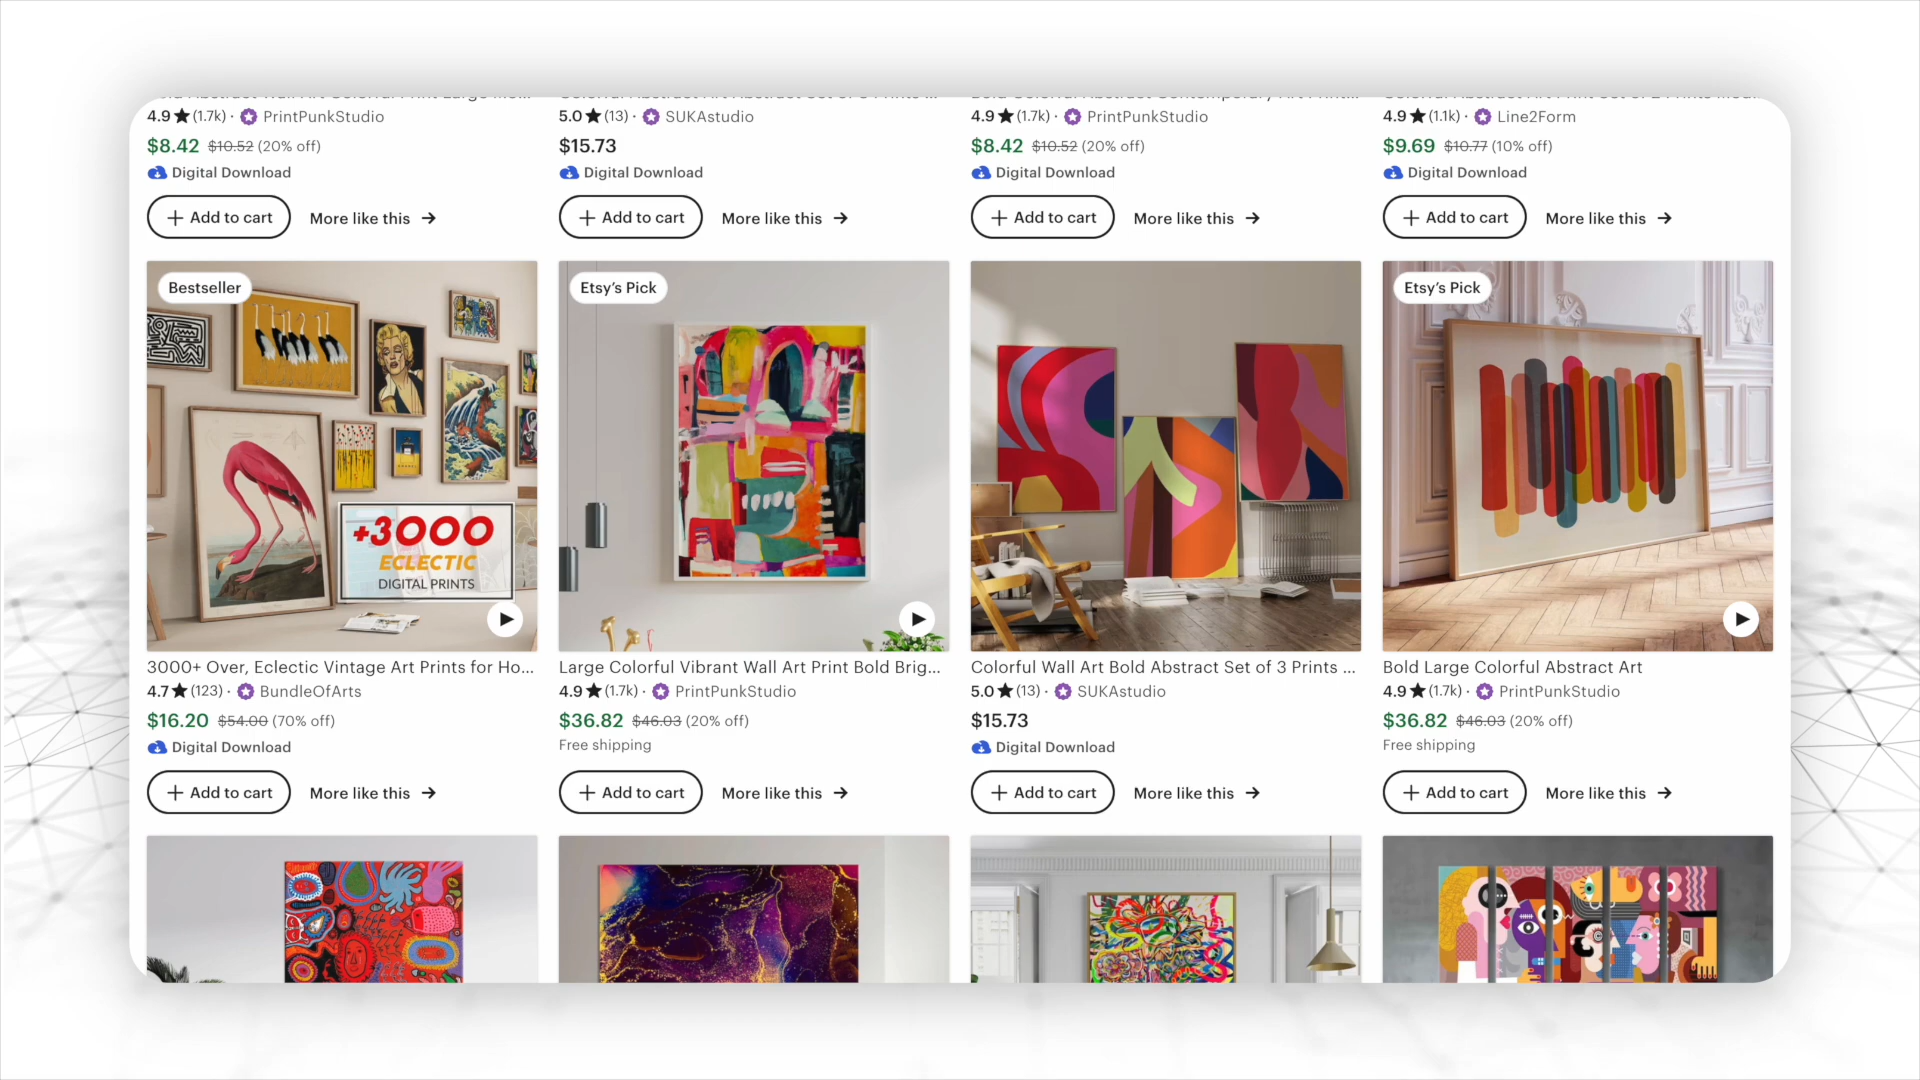 4.9 ★ (1.7k) · PrintPunkStudio
$8.42 $10.52 (20% off)
Digital Download
+ Add to cart More like this →
5.0 ★ (13) · SUKAstudio
$15.73
Digital Download
+ Add to cart More like this →
4.9 ★ (1.7k) · PrintPunkStudio
$8.42 $10.52 (20% off)
Digital Download
+ Add to cart More like this →
4.9 ★ (1.1k) · Line2Form
$9.69 $10.77 (10% off)
Digital Download
+ Add to cart More like this →
Bestseller
+3000
ECLECTIC
DIGITAL PRINTS
3000+ Over, Eclectic Vintage Art Prints for Ho...
4.7 ★ (123) · BundleOfArts
$16.20 $54.00 (70% off)
Digital Download
+ Add to cart More like this →
Etsy's Pick
Large Colorful Vibrant Wall Art Print Bold Brig...
4.9 ★ (1.7k) · PrintPunkStudio
$36.82 $46.03 (20% off)
Free shipping
+ Add to cart More like this →
Colorful Wall Art Bold Abstract Set of 3 Prints ...
5.0 ★ (13) · SUKAstudio
$15.73
Digital Download
+ Add to cart More like this →
Etsy's Pick
Bold Large Colorful Abstract Art
4.9 ★ (1.7k) · PrintPunkStudio
$36.82 $46.03 (20% off)
Free shipping
+ Add to cart More like this →